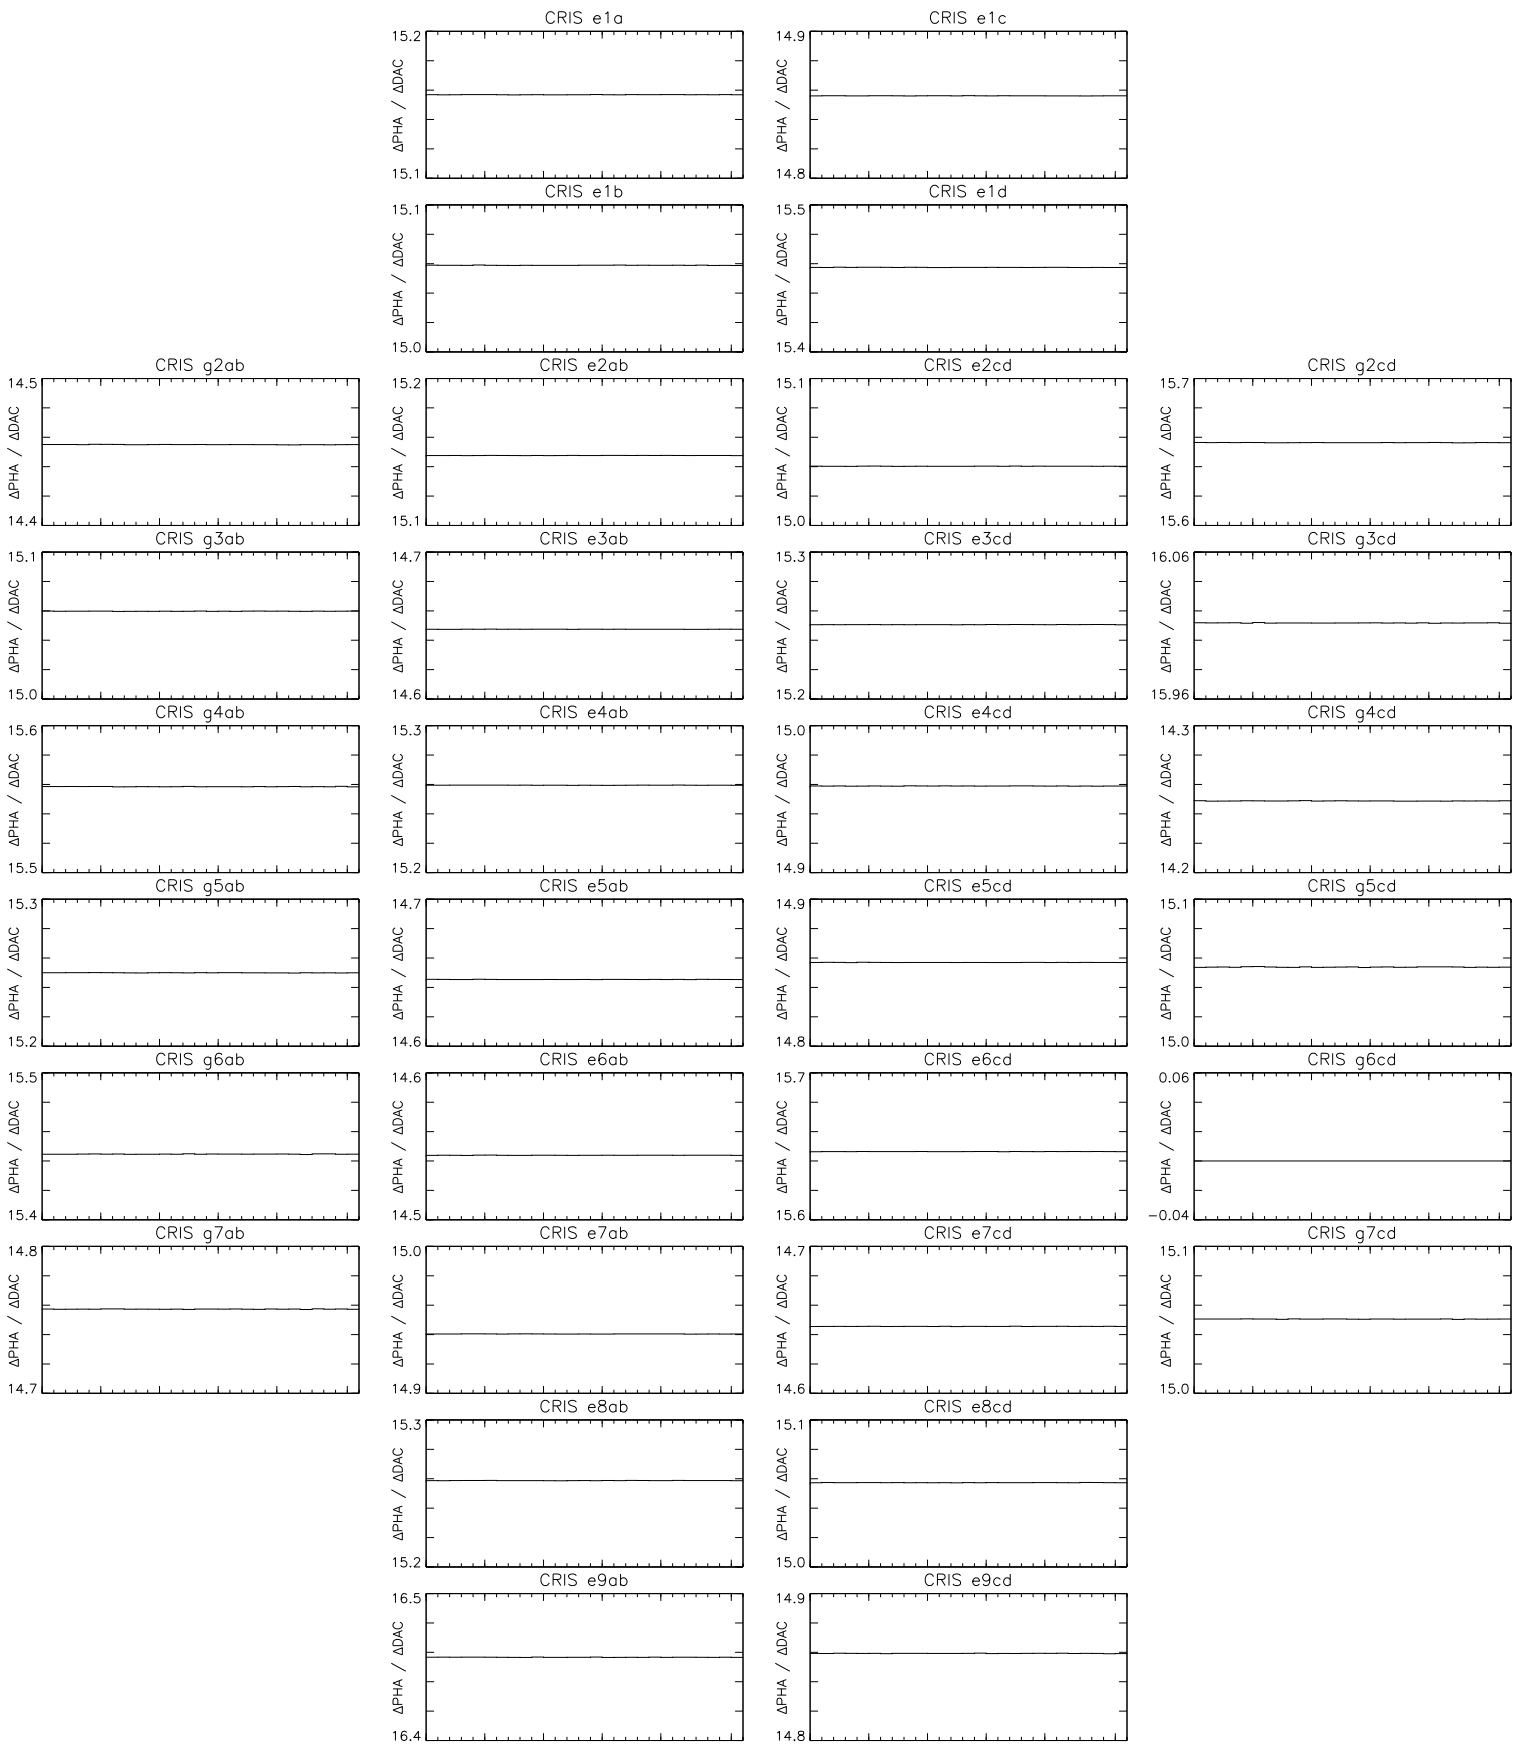 CRIS e1a
15.2
ΔPHA / ΔDAC
15.1
CRIS e1c
14.9
ΔPHA / ΔDAC
14.8
CRIS e1b
15.1
ΔPHA / ΔDAC
15.0
CRIS e1d
15.5
ΔPHA / ΔDAC
15.4
CRIS g2ab
14.5
ΔPHA / ΔDAC
14.4
CRIS e2ab
15.2
ΔPHA / ΔDAC
15.1
CRIS e2cd
15.1
ΔPHA / ΔDAC
15.0
CRIS g2cd
15.7
ΔPHA / ΔDAC
15.6
CRIS g3ab
15.1
ΔPHA / ΔDAC
15.0
CRIS e3ab
14.7
ΔPHA / ΔDAC
14.6
CRIS e3cd
15.3
ΔPHA / ΔDAC
15.2
CRIS g3cd
16.06
ΔPHA / ΔDAC
15.96
CRIS g4ab
15.6
ΔPHA / ΔDAC
15.5
CRIS e4ab
15.3
ΔPHA / ΔDAC
15.2
CRIS e4cd
15.0
ΔPHA / ΔDAC
14.9
CRIS g4cd
14.3
ΔPHA / ΔDAC
14.2
CRIS g5ab
15.3
ΔPHA / ΔDAC
15.2
CRIS e5ab
14.7
ΔPHA / ΔDAC
14.6
CRIS e5cd
14.9
ΔPHA / ΔDAC
14.8
CRIS g5cd
15.1
ΔPHA / ΔDAC
15.0
CRIS g6ab
15.5
ΔPHA / ΔDAC
15.4
CRIS e6ab
14.6
ΔPHA / ΔDAC
14.5
CRIS e6cd
15.7
ΔPHA / ΔDAC
15.6
CRIS g6cd
0.06
ΔPHA / ΔDAC
−0.04
CRIS g7ab
14.8
ΔPHA / ΔDAC
14.7
CRIS e7ab
15.0
ΔPHA / ΔDAC
14.9
CRIS e7cd
14.7
ΔPHA / ΔDAC
14.6
CRIS g7cd
15.1
ΔPHA / ΔDAC
15.0
CRIS e8ab
15.3
ΔPHA / ΔDAC
15.2
CRIS e8cd
15.1
ΔPHA / ΔDAC
15.0
CRIS e9ab
16.5
ΔPHA / ΔDAC
16.4
CRIS e9cd
14.9
ΔPHA / ΔDAC
14.8